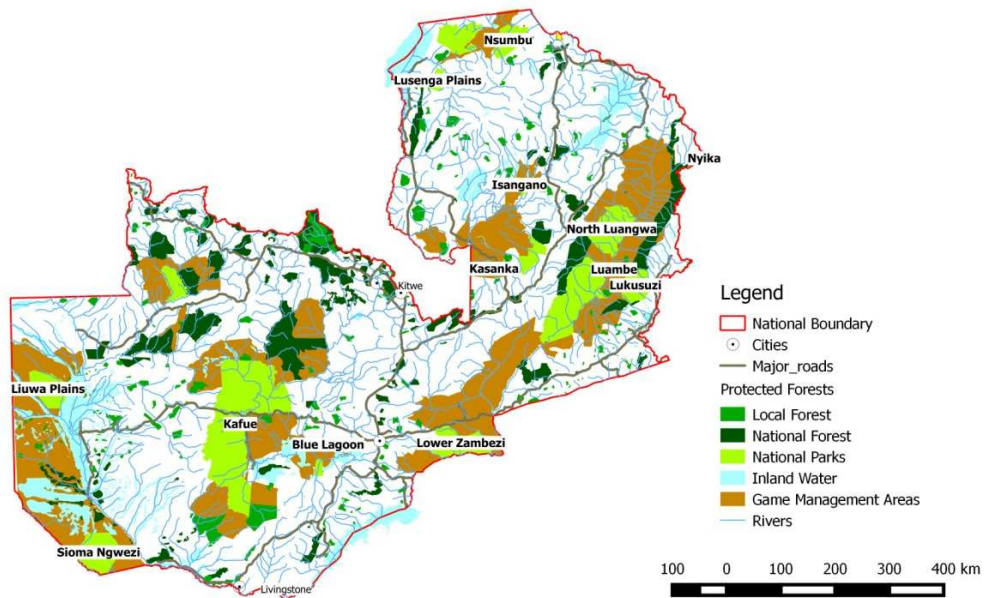 Nsumbu
Lusenga Plains
Nyika
Isangano
North Luangwa
Kasanka
Luambe
Lukusuzi
Kitwe
Liuwa Plains
Kafue
Blue Lagoon
Lower Zambezi
Sioma Ngwezi
Livingstone
Legend
National Boundary
Cities
Major_roads
Protected Forests
Local Forest
National Forest
National Parks
Inland Water
Game Management Areas
Rivers
100 0 100 200 300 400 km